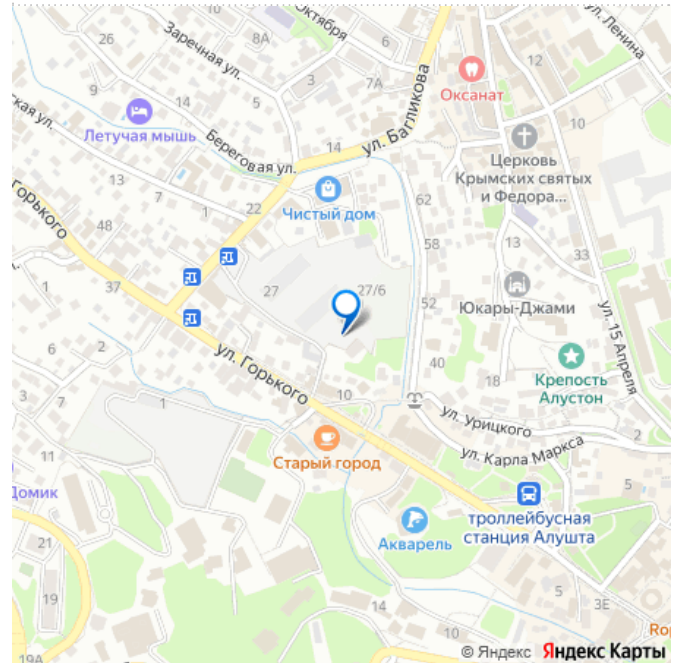 Октября
Заречная ул.
26
8А
6
3
7А
ул. Ленина
9
14
5
Оксанат
ул. Багликова
10
Летучая мышь
ская ул.
Береговая ул.
14
Церковь
Крымских святых
и Федора...
13
7
1
22
Чистый дом
62
Горького
48
58
13
33
27
27/6
1
37
52
Юкары-Джами
ул. 15 Апреля
6
2
ул. Горького
40
18
Крепость
Алустон
3
7
1
10
ул. Урицкого
2
ул. Карла Маркса
11
Старый город
5
Домик
троллейбусная
станция Алушта
21
Акварель
19
14
5
3Е
10
19А
Rop
© Яндекс Яндекс Карты